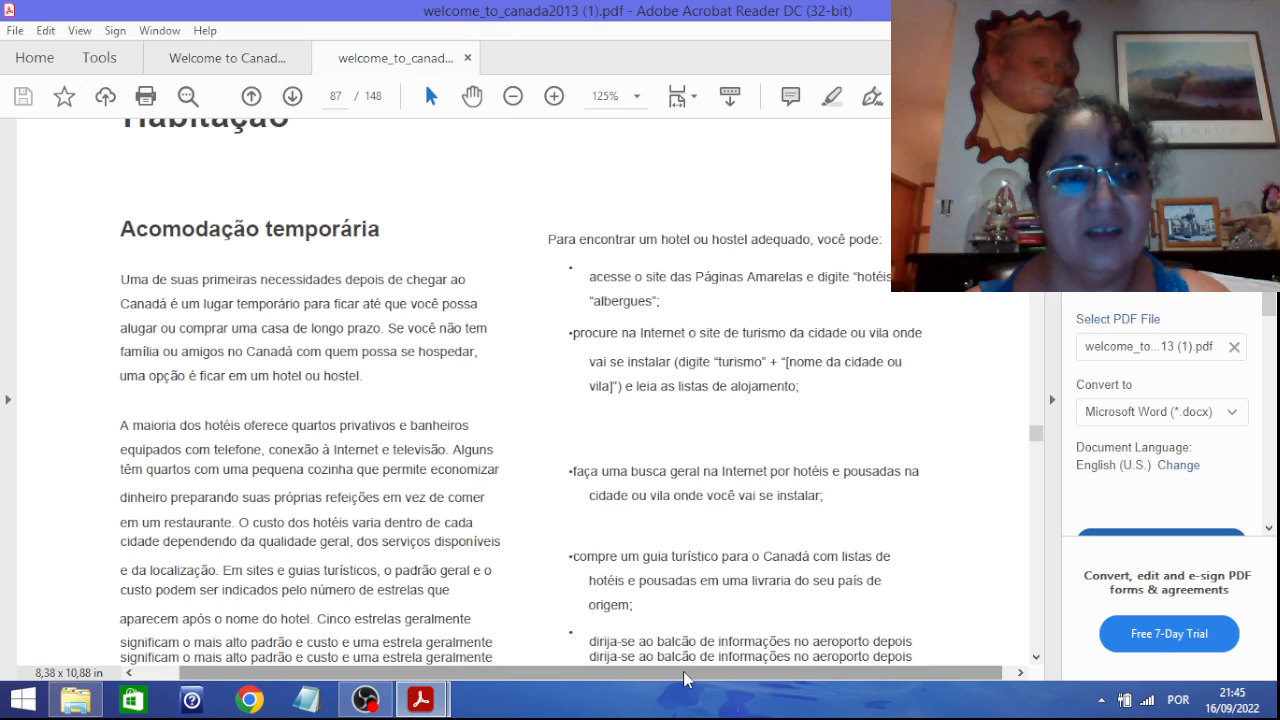 welcome_to_canada2013 (1).pdf - Adobe Acrobat Reader DC (32-bit)
File Edit View Sign Window Help
Home Tools Welcome to Canad... welcome_to_canad... ×
87 / 148 125%
Habitação
Acomodação temporária
Uma de suas primeiras necessidades depois de chegar ao
Canadá é um lugar temporário para ficar até que você possa
alugar ou comprar uma casa de longo prazo. Se você não tem
família ou amigos no Canadá com quem possa se hospedar,
uma opção é ficar em um hotel ou hostel.
A maioria dos hotéis oferece quartos privativos e banheiros
equipados com telefone, conexão à Internet e televisão. Alguns
têm quartos com uma pequena cozinha que permite economizar
dinheiro preparando suas próprias refeições em vez de comer
em um restaurante. O custo dos hotéis varia dentro de cada
cidade dependendo da qualidade geral, dos serviços disponíveis
e da localização. Em sites e guias turísticos, o padrão geral e o
custo podem ser indicados pelo número de estrelas que
aparecem após o nome do hotel. Cinco estrelas geralmente
significam o mais alto padrão e custo e uma estrela geralmente
significam o mais alto padrão e custo e uma estrela geralmente
Para encontrar um hotel ou hostel adequado, você pode:
• acesse o site das Páginas Amarelas e digite “hotéis
“albergues”;
•procure na Internet o site de turismo da cidade ou vila onde
vai se instalar (digite “turismo” + “[nome da cidade ou
vila]”) e leia as listas de alojamento;
•faça uma busca geral na Internet por hotéis e pousadas na
cidade ou vila onde você vai se instalar;
•compre um guia turístico para o Canadá com listas de
hotéis e pousadas em uma livraria do seu país de
origem;
• dirija-se ao balcão de informações no aeroporto depois
dirija-se ao balcão de informações no aeroporto depois
Select PDF File
welcome_to...13 (1).pdf
Convert to
Microsoft Word (*.docx)
Document Language:
English (U.S.) Change
Convert, edit and e-sign PDF
forms & agreements
Free 7-Day Trial
8,38 x 10,88 in
POR
21:45
16/09/2022